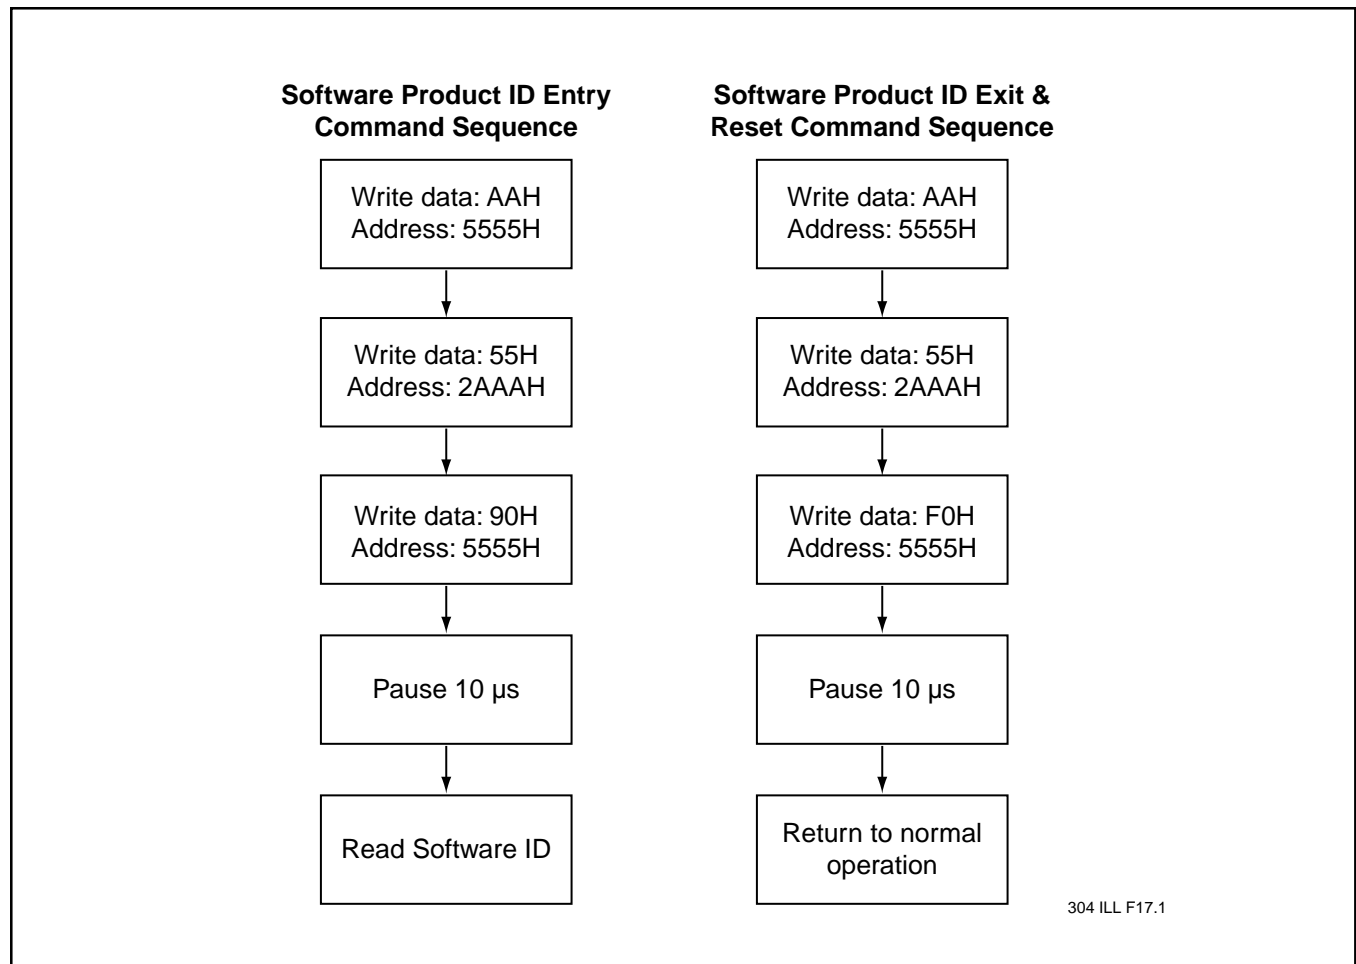 Software Product ID Entry
Command Sequence
Write data: AAH
Address: 5555H
Write data: 55H
Address: 2AAAH
Write data: 90H
Address: 5555H
Pause 10 µs
Read Software ID
Software Product ID Exit &
Reset Command Sequence
Write data: AAH
Address: 5555H
Write data: 55H
Address: 2AAAH
Write data: F0H
Address: 5555H
Pause 10 µs
Return to normal
operation
304 ILL F17.1